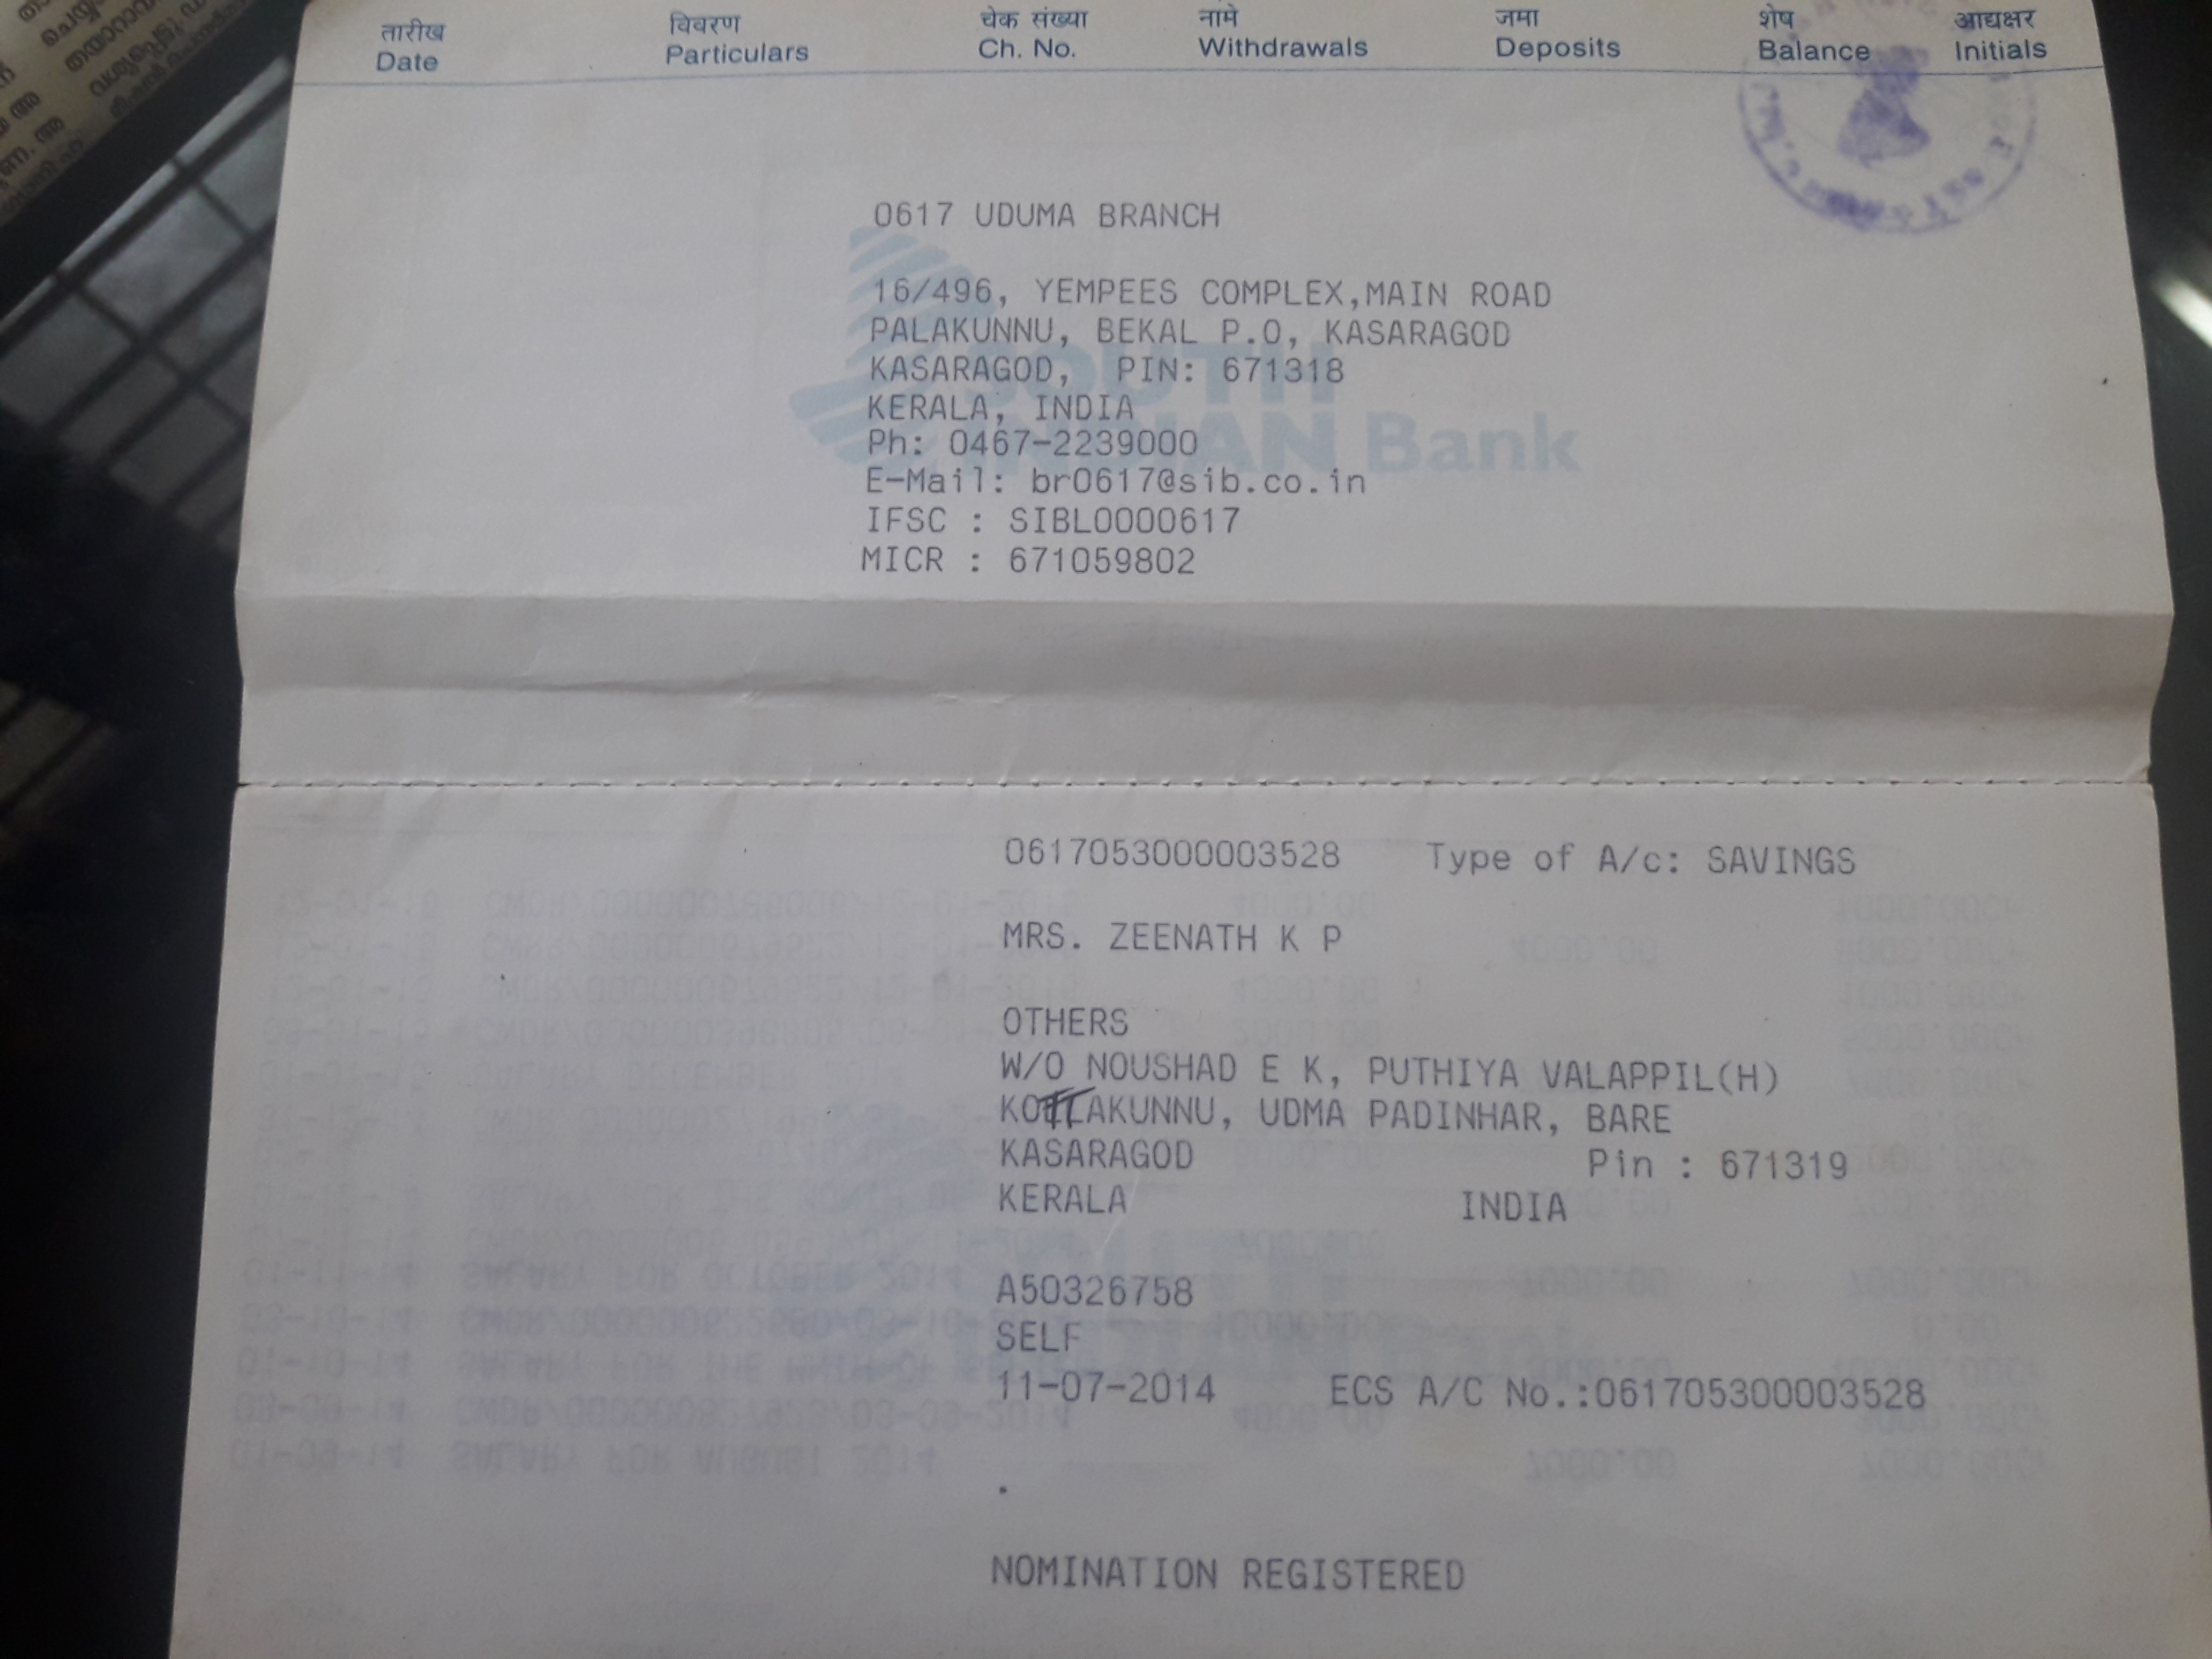 तारीख विवरण चेक संख्या नामे जमा शेष आद्यक्षर
Date Particulars Ch. No. Withdrawals Deposits Balance Initials
0617 UDUMA BRANCH
16/496, YEMPEES COMPLEX,MAIN ROAD
PALAKUNNU, BEKAL P.O, KASARAGOD
KASARAGOD, PIN: 671318
KERALA, INDIA
Ph: 0467-2239000
E-Mail: br0617@sib.co.in
IFSC : SIBL0000617
MICR : 671059802
SOUTH
INDIAN Bank
0617053000003528 Type of A/c: SAVINGS
MRS. ZEENATH K P
OTHERS
W/O NOUSHAD E K, PUTHIYA VALAPPIL(H)
KOTTAKUNNU, UDMA PADINHAR, BARE
KASARAGOD Pin : 671319
KERALA INDIA
A50326758
SELF
11-07-2014 ECS A/C No.:0617053000003528
NOMINATION REGISTERED